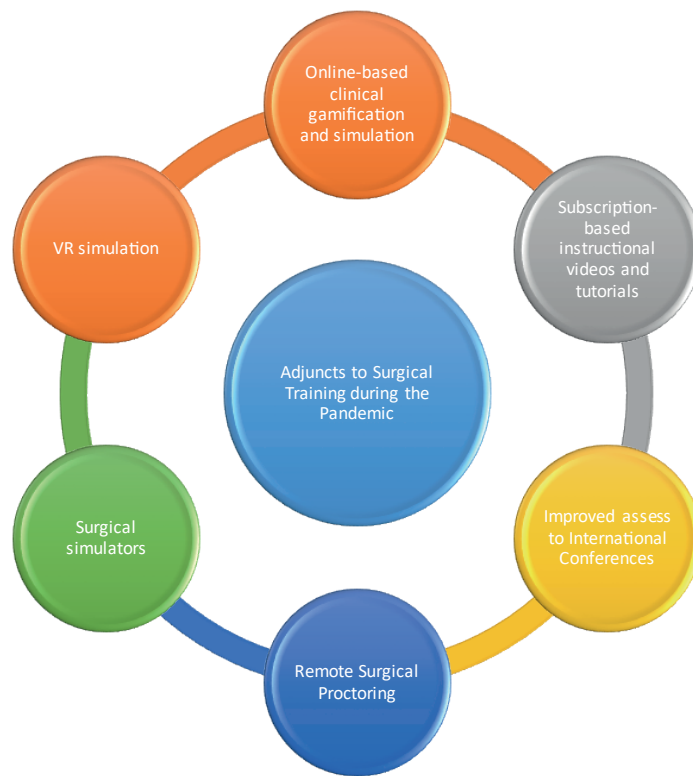 Online-based
clinical
gamification
and simulation
Subscription-
based
instructional
videos and
tutorials
Improved assess
to International
Conferences
Remote Surgical
Proctoring
Surgical
simulators
VR simulation
Adjuncts to Surgical
Training during the
Pandemic